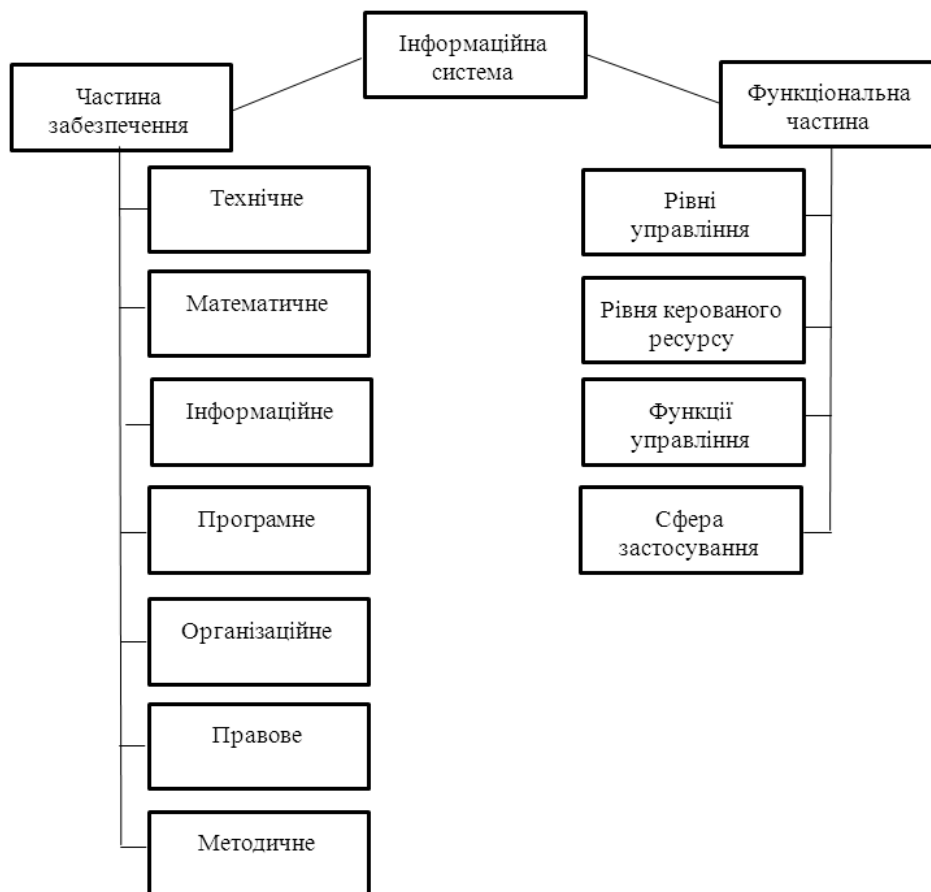 Інформаційна
система
Частина
забезпечення
Технічне
Математичне
Інформаційне
Програмне
Організаційне
Правове
Методичне
Функціональна
частина
Рівні
управління
Рівня керованого
ресурсу
Функції
управління
Сфера
застосування